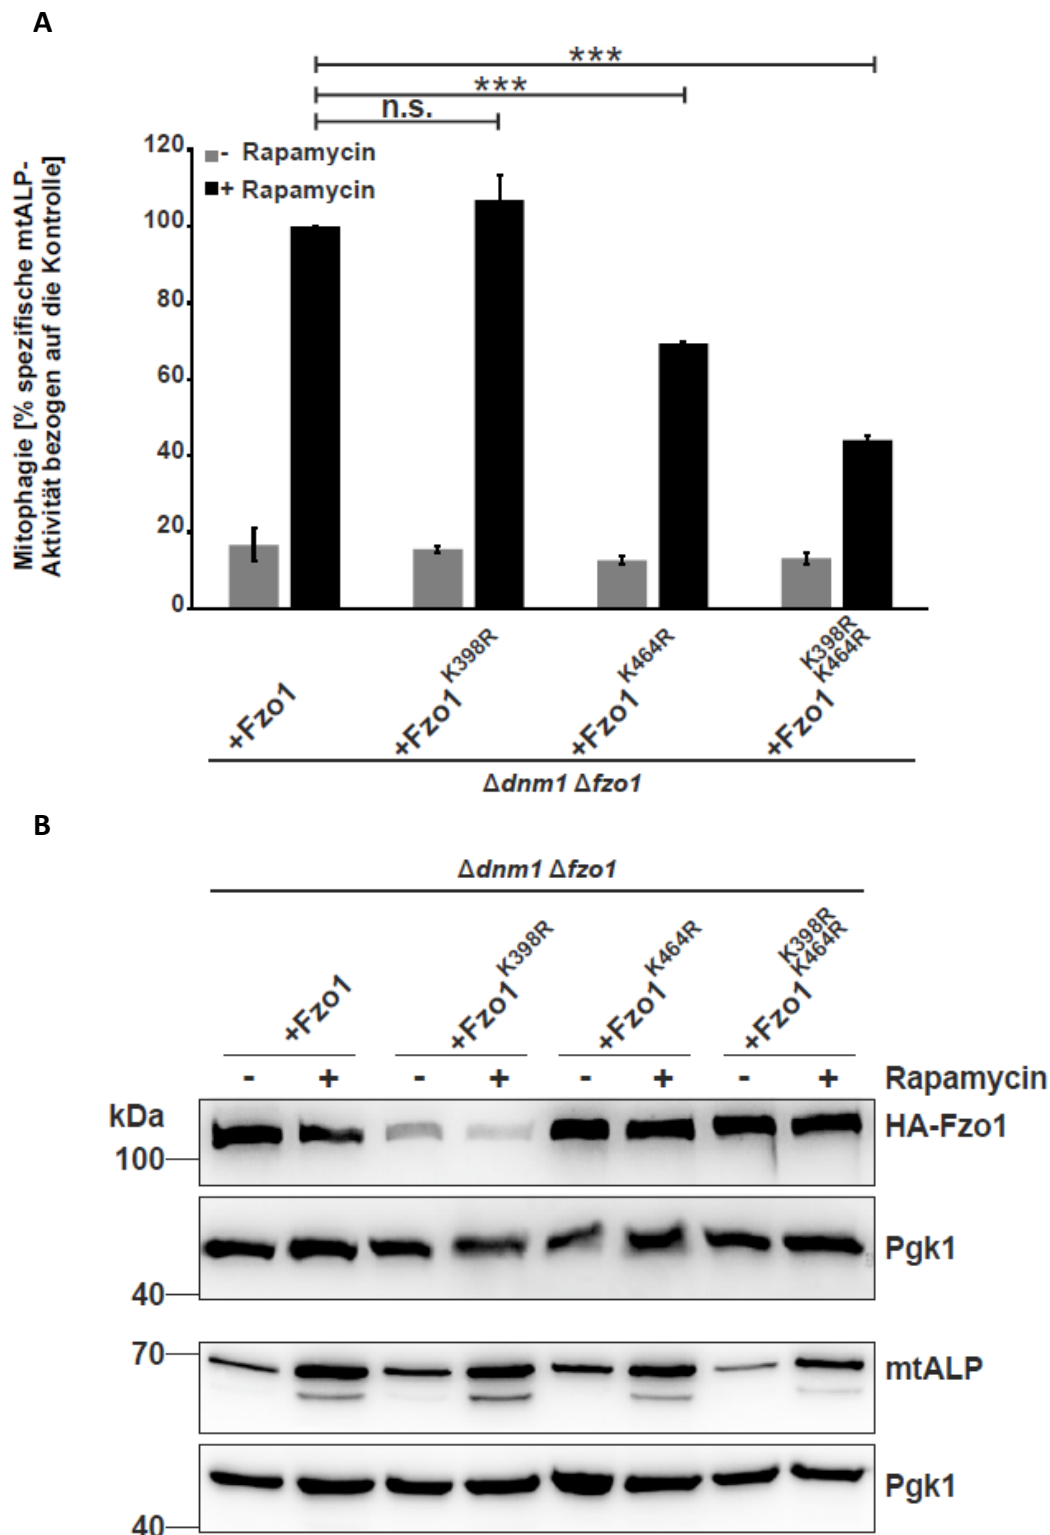 A
***
***
n.s.
Mitophagie [% spezifische mtALP-
Aktivität bezogen auf die Kontrolle]
- Rapamycin
+ Rapamycin
120
100
80
60
40
20
0
+Fzo1
+Fzo1 K398R
+Fzo1 K464R
+Fzo1 K398R K464R
Δdnm1 Δfzo1
B
Δdnm1 Δfzo1
+Fzo1
+Fzo1 K398R
+Fzo1 K464R
+Fzo1 K398R K464R
- + - + - + - + Rapamycin
kDa
HA-Fzo1
100
Pgk1
40
70
mtALP
Pgk1
40